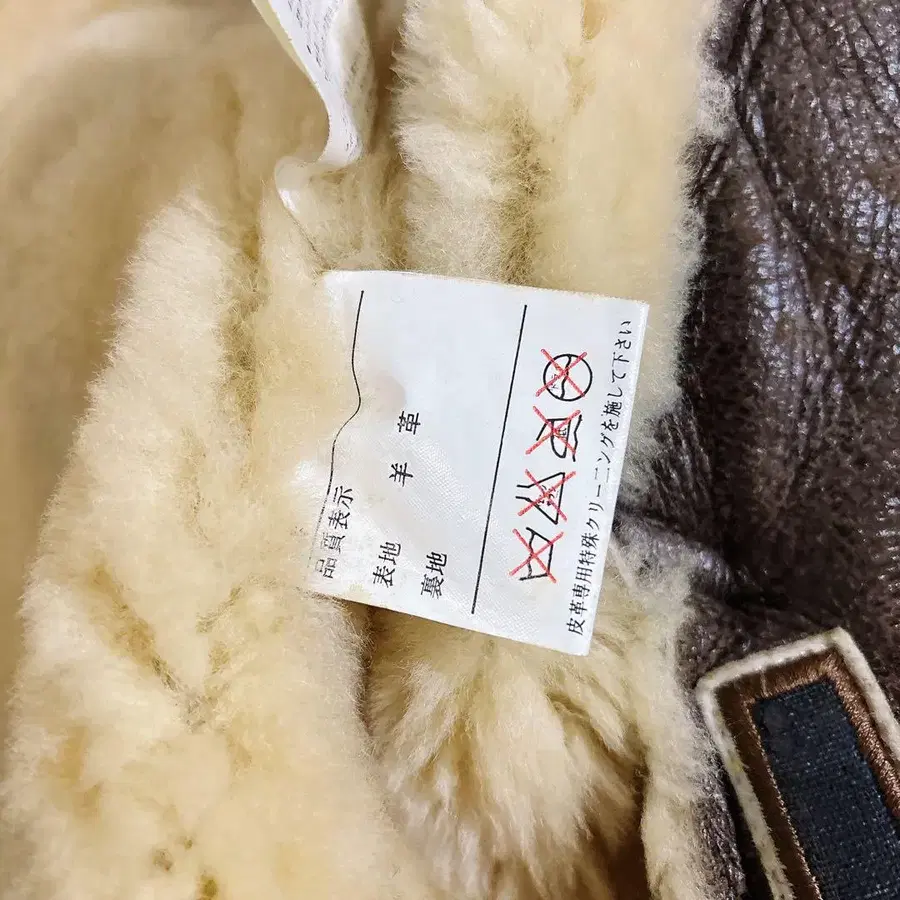 品質表示
表地
羊革
裏地
皮革専用特殊クリーニングを施して下さい